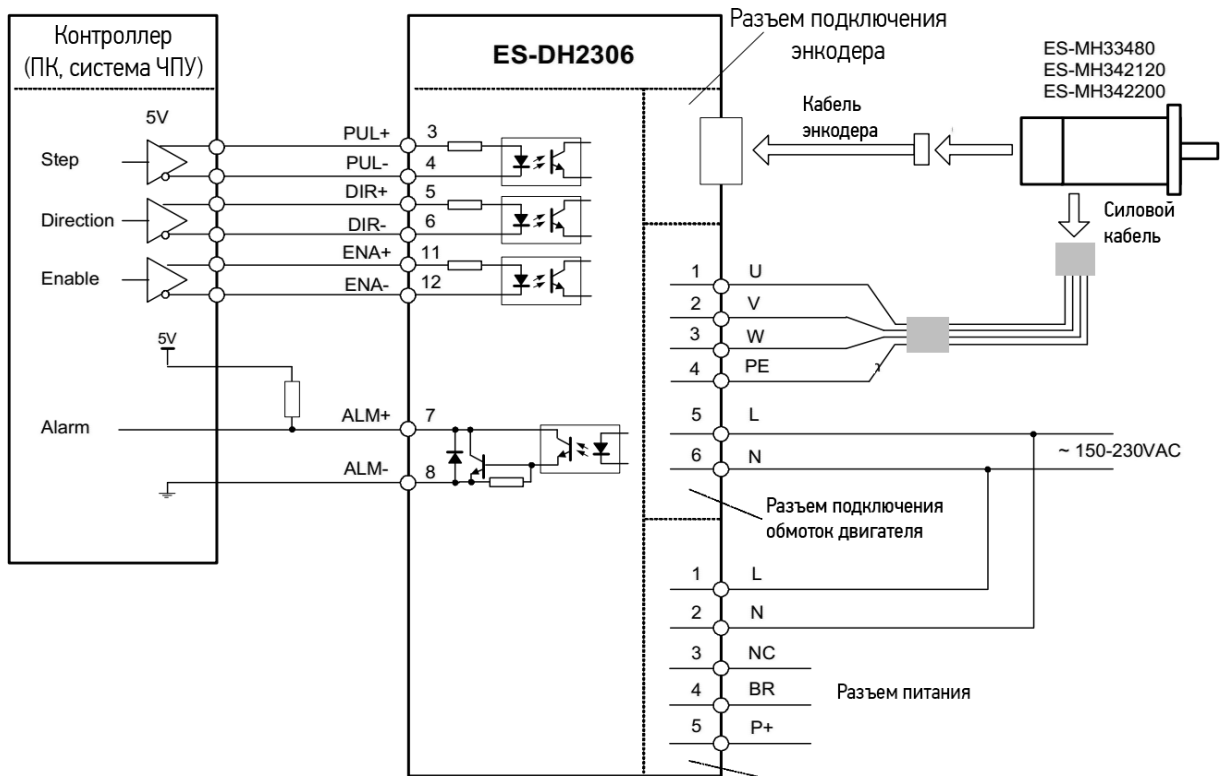 Контроллер
(ПК, система ЧПУ)
5V
Step
Direction
Enable
5V
Alarm
PUL+
PUL-
DIR+
DIR-
ENA+
ENA-
ALM+
ALM-
ES-DH2306
3
4
5
6
11
12
7
8
Разъем подключения
энкодера
Кабель
энкодера
ES-MH33480
ES-MH342120
ES-MH342200
Силовой
кабель
1 U
2 V
3 W
4 PE
5 L
6 N
~ 150-230VAC
Разъем подключения
обмоток двигателя
1 L
2 N
3 NC
4 BR
5 P+
Разъем питания